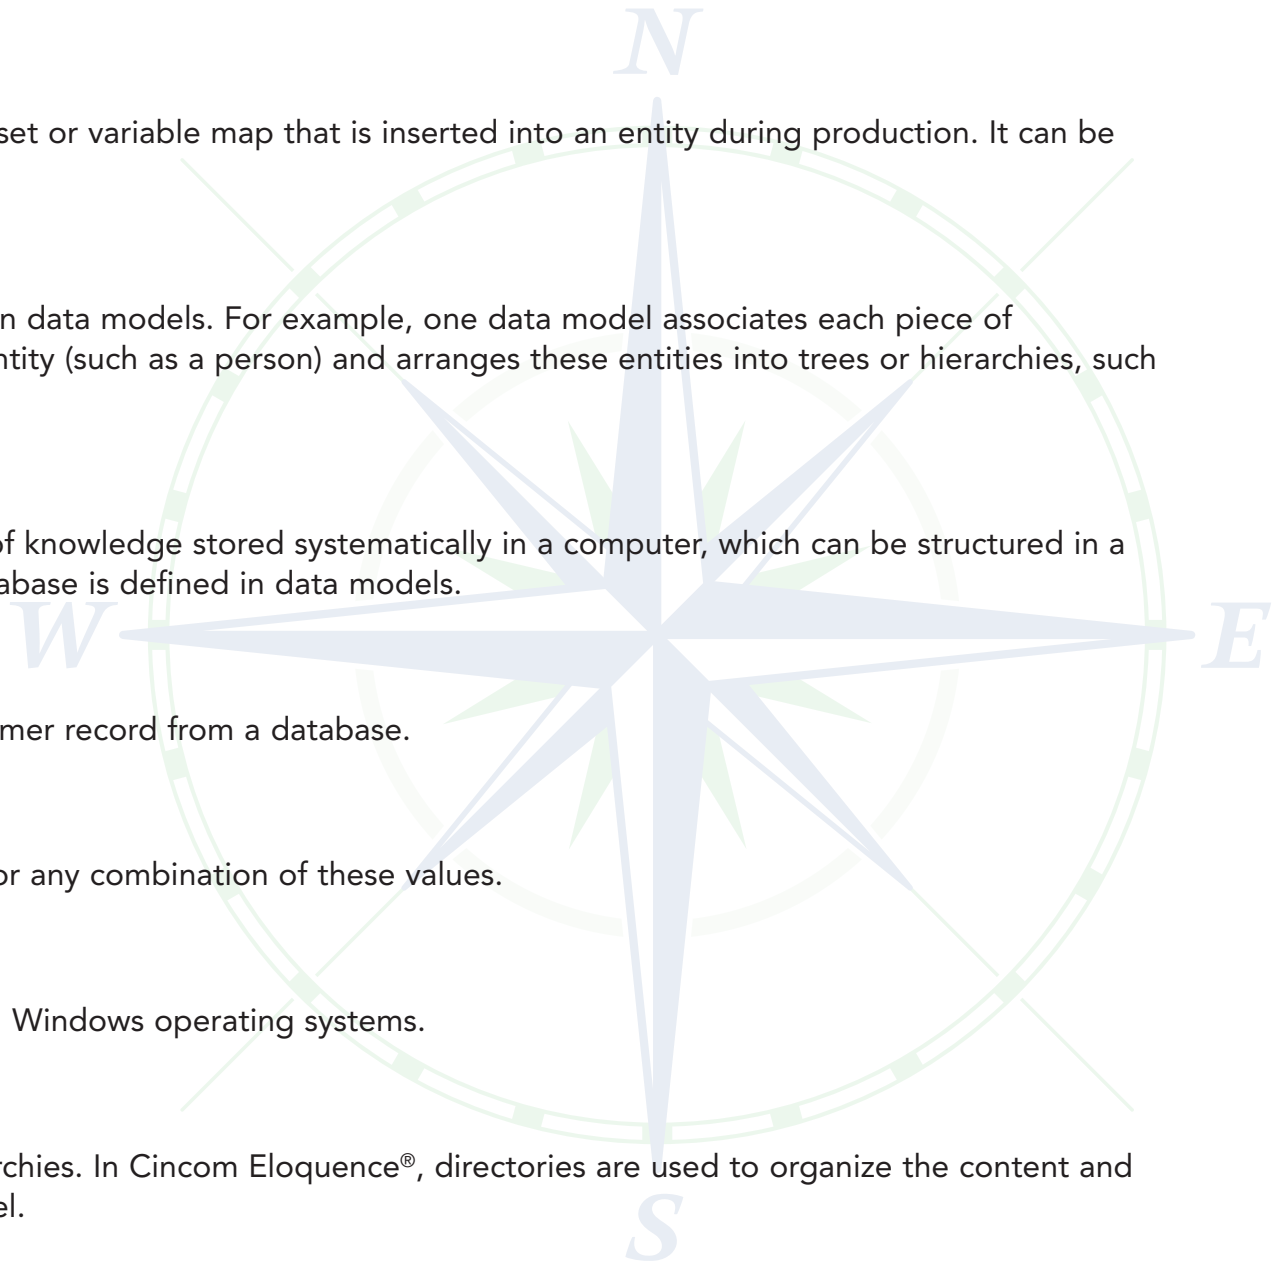 N
set or variable map that is inserted into an entity during production. It can be
n data models. For example, one data model associates each piece of
ntity (such as a person) and arranges these entities into trees or hierarchies, such
of knowledge stored systematically in a computer, which can be structured in a
abase is defined in data models.
W
E
mer record from a database.
or any combination of these values.
Windows operating systems.
rchies. In Cincom Eloquence®, directories are used to organize the content and
el.
S